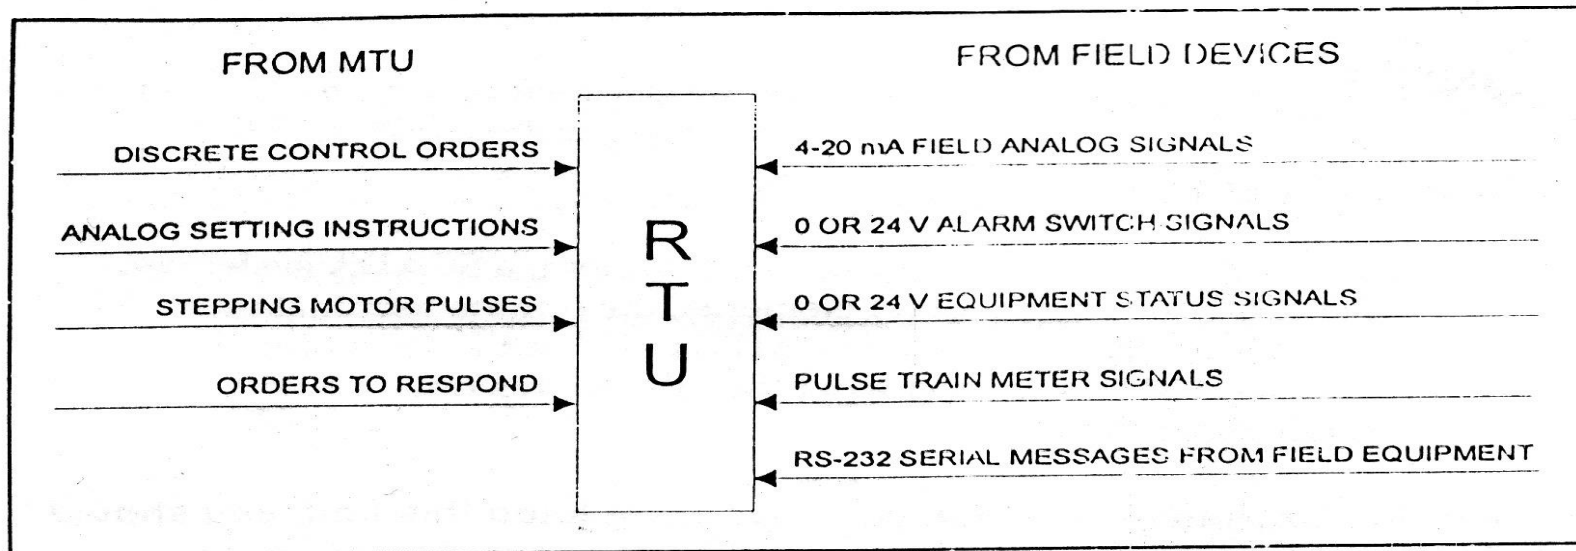 FROM MTU
DISCRETE CONTROL ORDERS
ANALOG SETTING INSTRUCTIONS
STEPPING MOTOR PULSES
ORDERS TO RESPOND
R
T
U
FROM FIELD DEVICES
4-20 mA FIELD ANALOG SIGNALS
0 OR 24 V ALARM SWITCH SIGNALS
0 OR 24 V EQUIPMENT STATUS SIGNALS
PULSE TRAIN METER SIGNALS
RS-232 SERIAL MESSAGES FROM FIELD EQUIPMENT